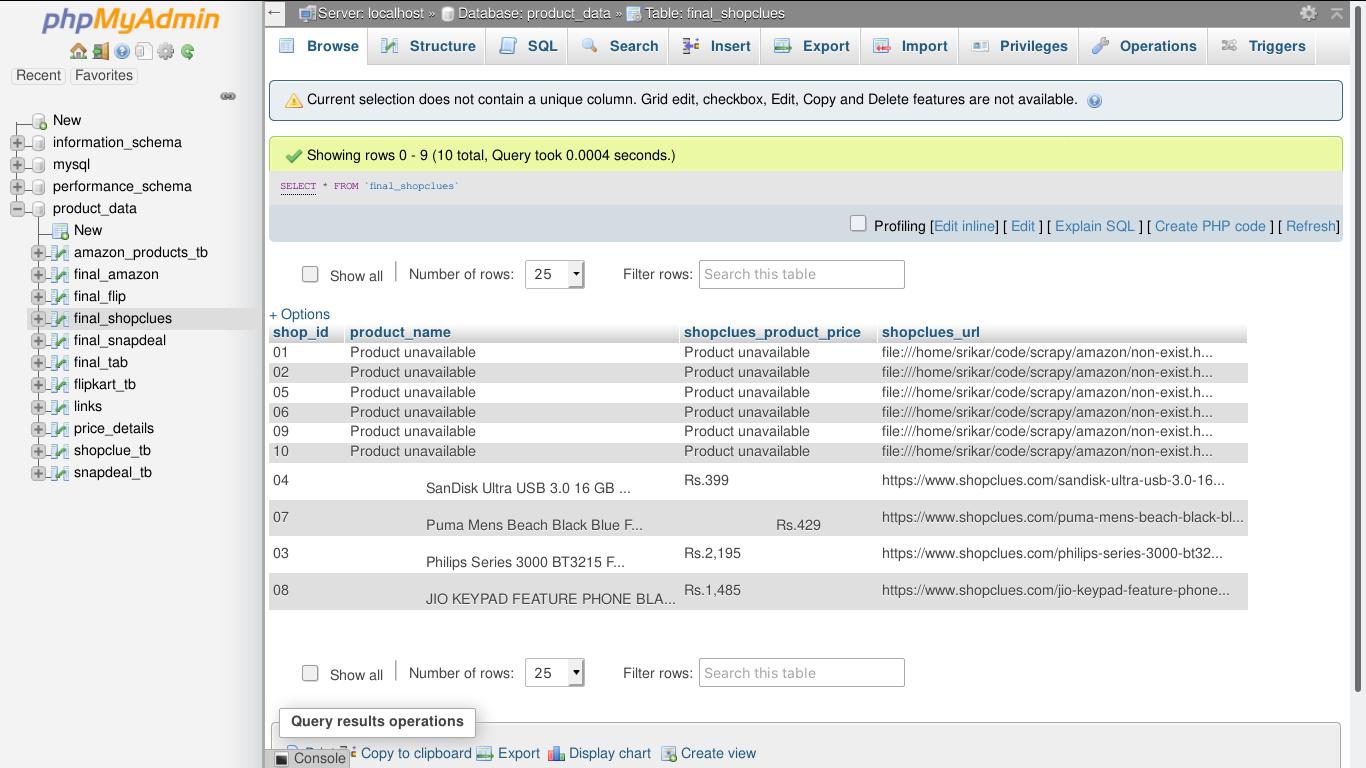 phpMyAdmin
Recent Favorites
New
information_schema
mysql
performance_schema
product_data
New
amazon_products_tb
final_amazon
final_flip
final_shopclues
final_snapdeal
final_tab
flipkart_tb
links
price_details
shopclue_tb
snapdeal_tb
Server: localhost » Database: product_data » Table: final_shopclues
Browse Structure SQL Search Insert Export Import Privileges Operations Triggers
Current selection does not contain a unique column. Grid edit, checkbox, Edit, Copy and Delete features are not available.
Showing rows 0 - 9 (10 total, Query took 0.0004 seconds.)
SELECT * FROM `final_shopclues`
Profiling [Edit inline] [ Edit ] [ Explain SQL ] [ Create PHP code ] [ Refresh]
Show all Number of rows: 25 Filter rows: Search this table
+ Options
shop_id product_name shopclues_product_price shopclues_url
01 Product unavailable Product unavailable file:///home/srikar/code/scrapy/amazon/non-exist.h...
02 Product unavailable Product unavailable file:///home/srikar/code/scrapy/amazon/non-exist.h...
05 Product unavailable Product unavailable file:///home/srikar/code/scrapy/amazon/non-exist.h...
06 Product unavailable Product unavailable file:///home/srikar/code/scrapy/amazon/non-exist.h...
09 Product unavailable Product unavailable file:///home/srikar/code/scrapy/amazon/non-exist.h...
10 Product unavailable Product unavailable file:///home/srikar/code/scrapy/amazon/non-exist.h...
04 SanDisk Ultra USB 3.0 16 GB ... Rs.399 https://www.shopclues.com/sandisk-ultra-usb-3.0-16...
07 Puma Mens Beach Black Blue F... Rs.429 https://www.shopclues.com/puma-mens-beach-black-bl...
03 Philips Series 3000 BT3215 F... Rs.2,195 https://www.shopclues.com/philips-series-3000-bt32...
08 JIO KEYPAD FEATURE PHONE BLA... Rs.1,485 https://www.shopclues.com/jio-keypad-feature-phone...
Show all Number of rows: 25 Filter rows: Search this table
Query results operations
Copy to clipboard Export Display chart Create view
Console